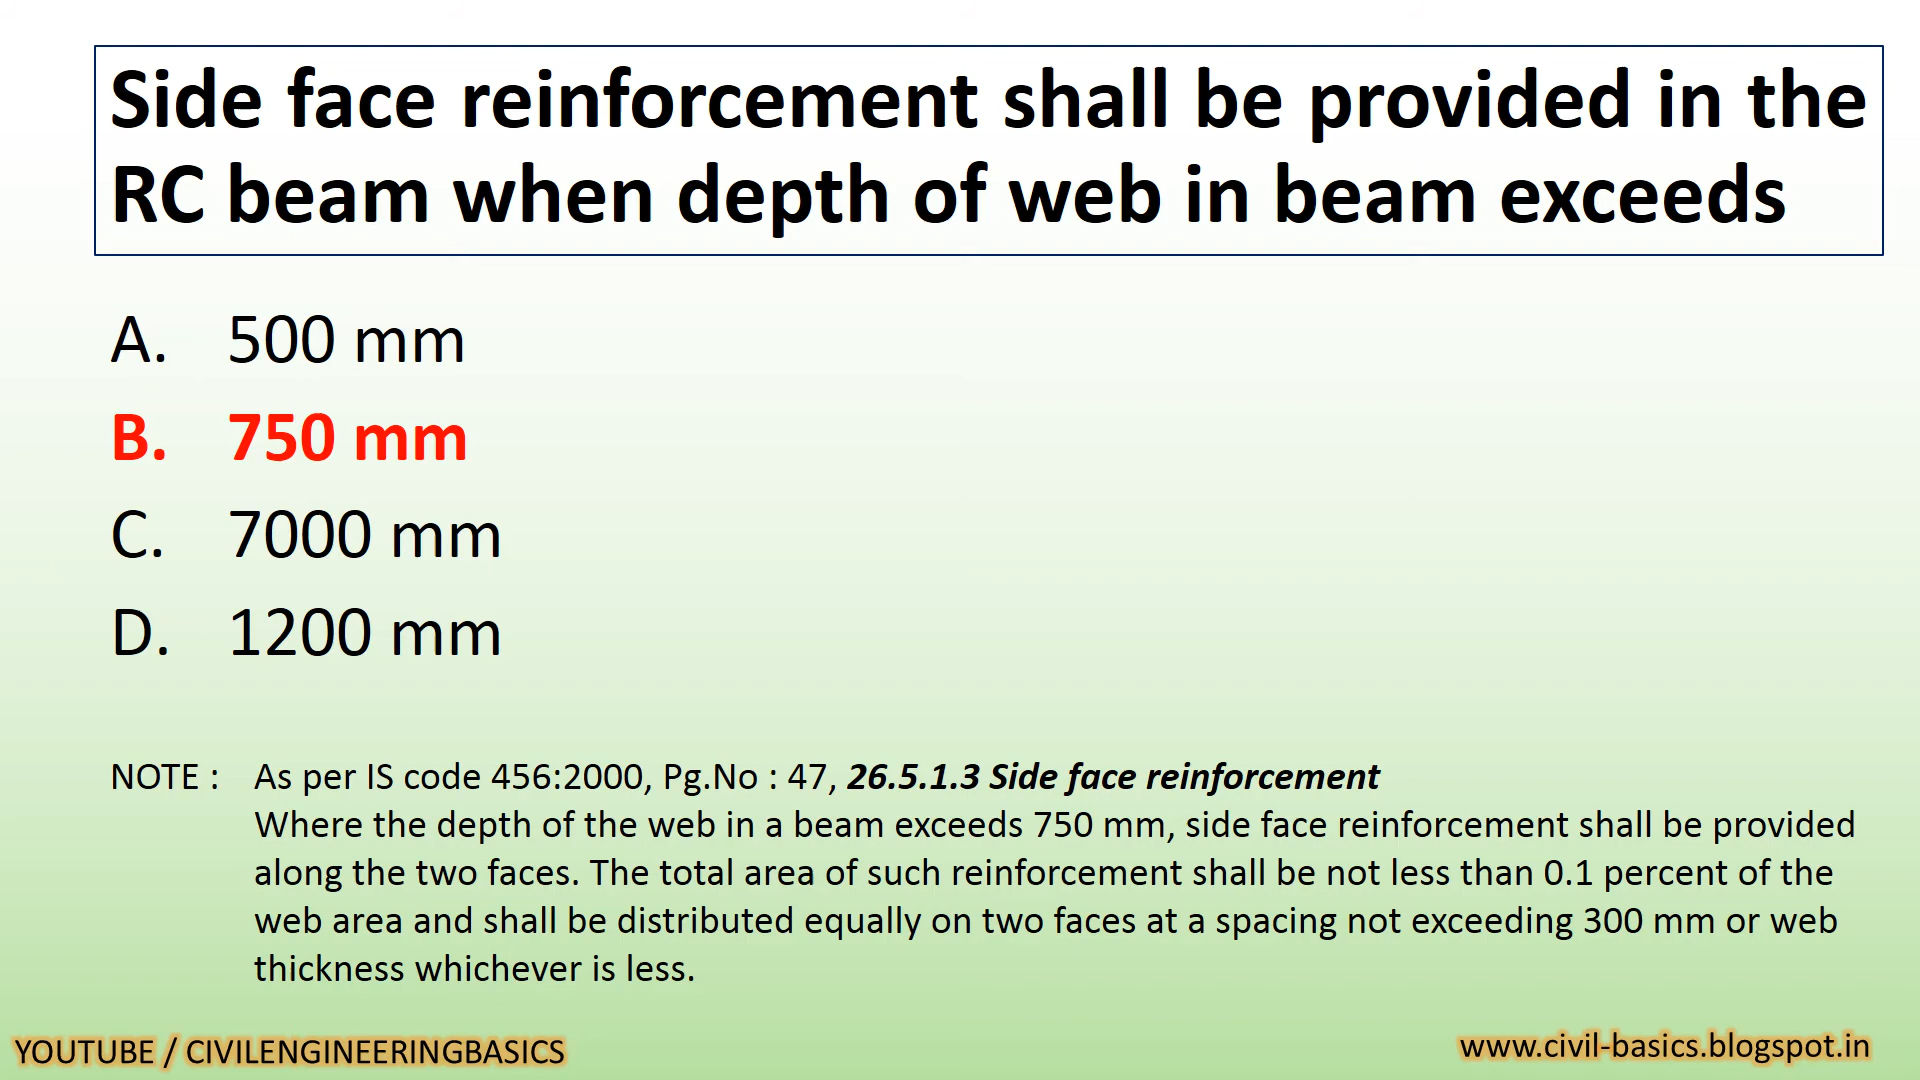 Side face reinforcement shall be provided in the
RC beam when depth of web in beam exceeds
A. 500 mm
B. 750 mm
C. 7000 mm
D. 1200 mm
NOTE : As per IS code 456:2000, Pg.No : 47, 26.5.1.3 Side face reinforcement
Where the depth of the web in a beam exceeds 750 mm, side face reinforcement shall be provided
along the two faces. The total area of such reinforcement shall be not less than 0.1 percent of the
web area and shall be distributed equally on two faces at a spacing not exceeding 300 mm or web
thickness whichever is less.
YOUTUBE / CIVILENGINEERINGBASICS
www.civil-basics.blogspot.in